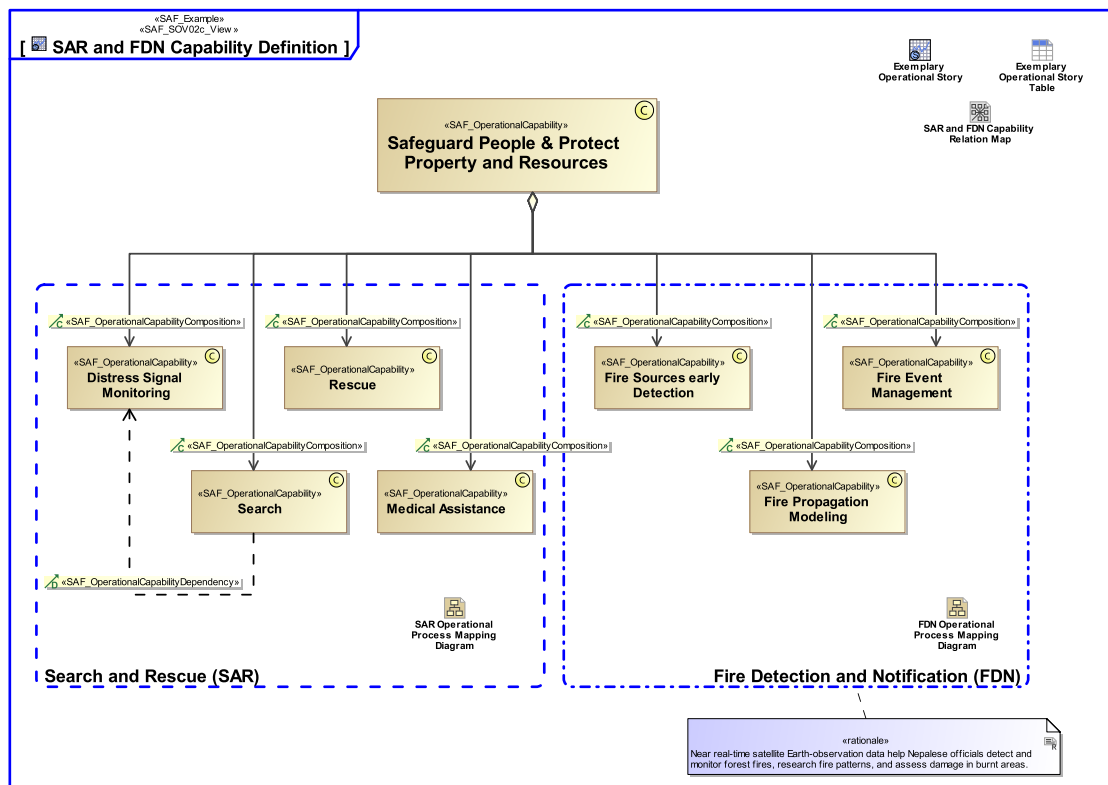 «SAF_Example»
«SAF_SOV02c_View »
[ SAR and FDN Capability Definition ]
Exemplary
Operational Story
Exemplary
Operational Story
Table
SAR and FDN Capability
Relation Map
C
«SAF_OperationalCapability»
Safeguard People & Protect
Property and Resources
C «SAF_OperationalCapabilityComposition»
C «SAF_OperationalCapabilityComposition»
C «SAF_OperationalCapabilityComposition»
C «SAF_OperationalCapabilityComposition»
C
«SAF_OperationalCapability»
Distress Signal
Monitoring
C
«SAF_OperationalCapability»
Rescue
C
«SAF_OperationalCapability»
Fire Sources early
Detection
C
«SAF_OperationalCapability»
Fire Event
Management
C «SAF_OperationalCapabilityComposition»
C «SAF_OperationalCapabilityComposition»
C «SAF_OperationalCapabilityComposition»
C
«SAF_OperationalCapability»
Search
C
«SAF_OperationalCapability»
Medical Assistance
C
«SAF_OperationalCapability»
Fire Propagation
Modeling
D «SAF_OperationalCapabilityDependency»
SAR Operational
Process Mapping
Diagram
FDN Operational
Process Mapping
Diagram
Search and Rescue (SAR)
Fire Detection and Notification (FDN)
«rationale»
R
Near real-time satellite Earth-observation data help Nepalese officials detect and
monitor forest fires, research fire patterns, and assess damage in burnt areas.